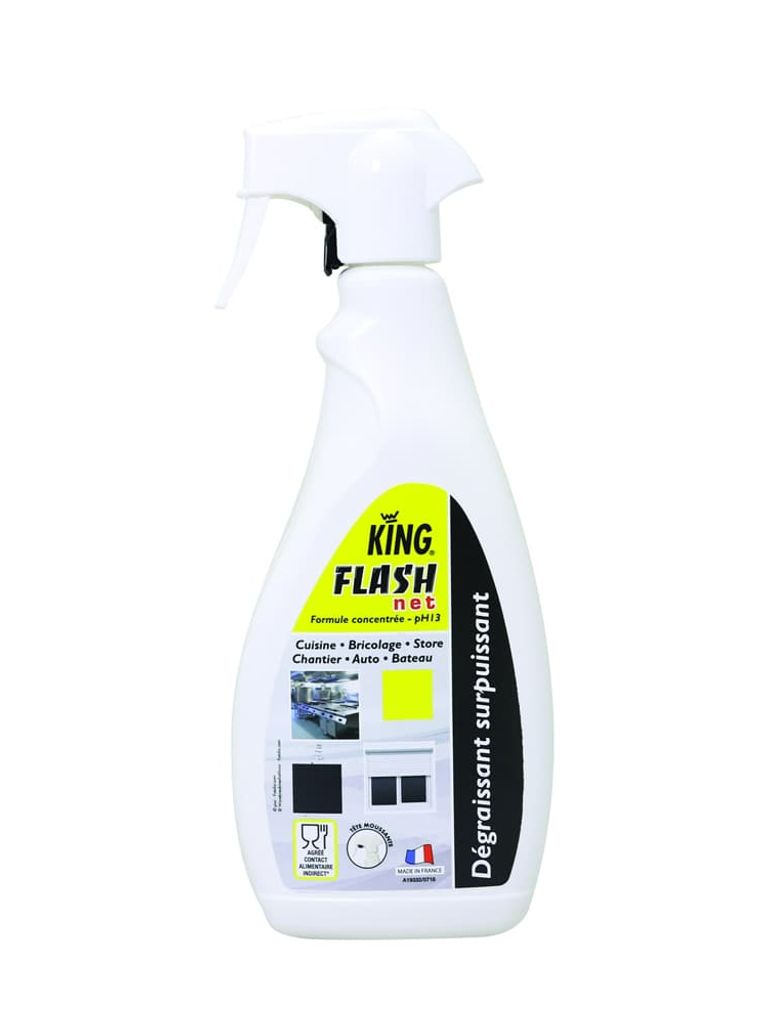 KING®
FLASH
net
Formule concentrée - pH13
Cuisine • Bricolage • Store
Chantier • Auto • Bateau
Dégraissant surpuissant
AGRÉÉ
CONTACT
ALIMENTAIRE
INDIRECT*
TÊTE MOUSSANTE
MADE IN FRANCE